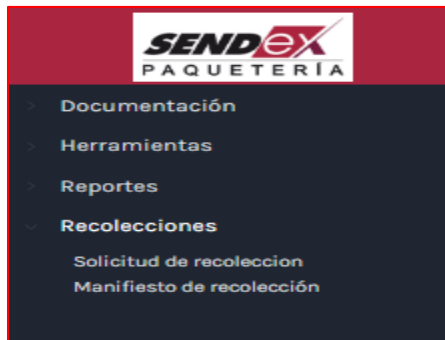 SENDEX
PAQUETERÍA
Documentación
Herramientas
Reportes
Recolecciones
Solicitud de recoleccion
Manifiesto de recolección